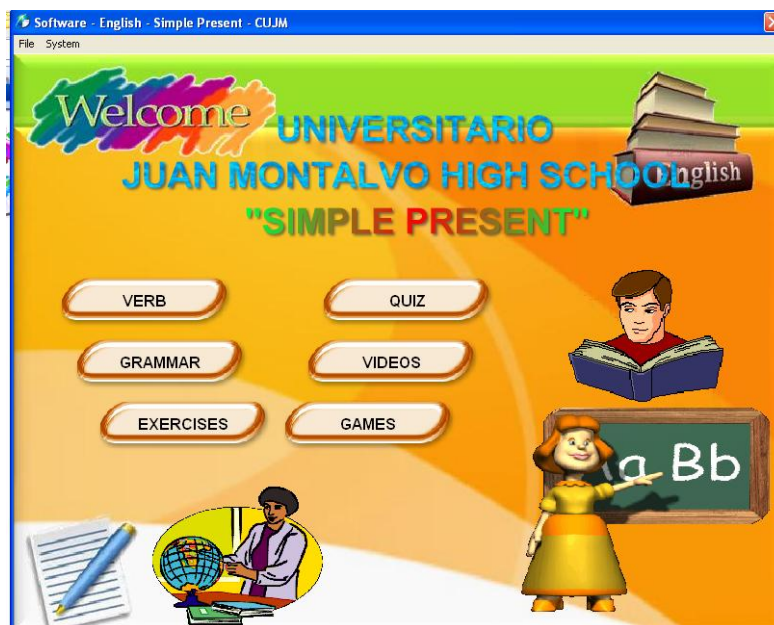 Software - English - Simple Present - CUJM
File System
Welcome
UNIVERSITARIO
JUAN MONTALVO HIGH SCHOOL
"SIMPLE PRESENT"
English
VERB
QUIZ
GRAMMAR
VIDEOS
EXERCISES
GAMES
a Bb